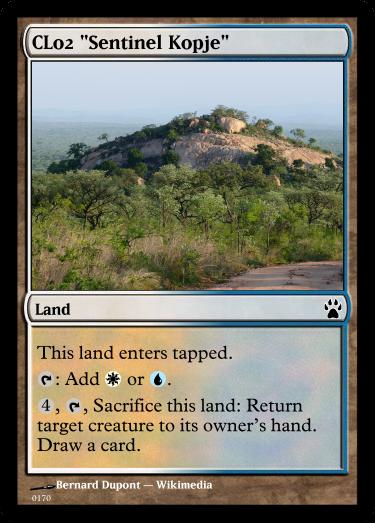 CL02 "Sentinel Kopje"
Land
This land enters tapped.
: Add or .
4, , Sacrifice this land: Return
target creature to its owner's hand.
Draw a card.
Bernard Dupont — Wikimedia
0170